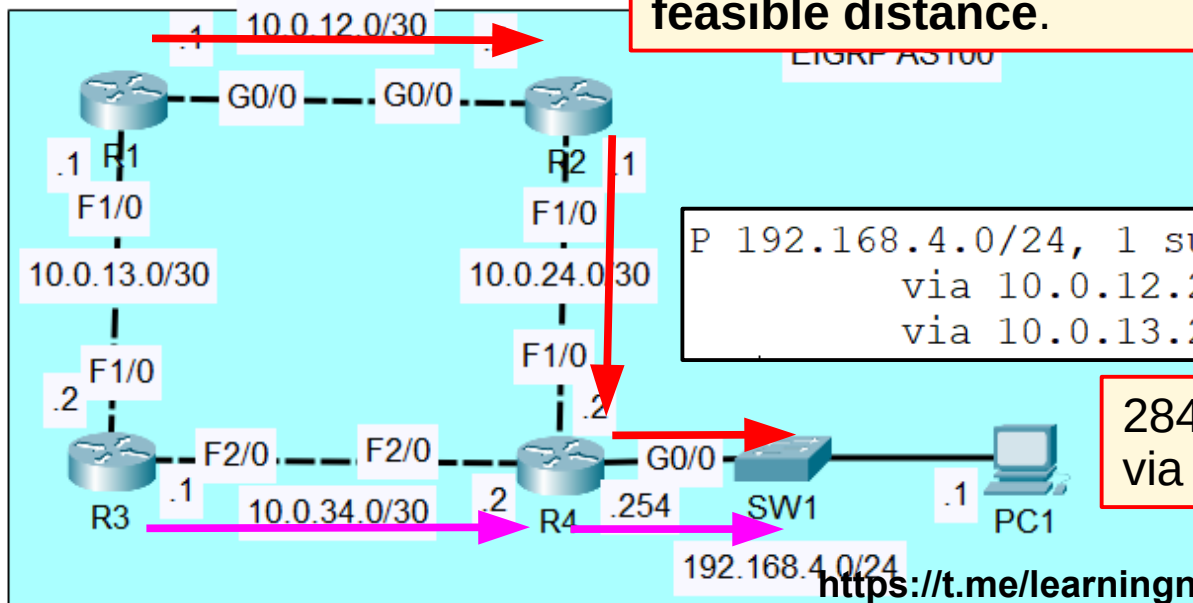 feasible distance.
EIGRP AS100
.1 10.0.12.0/30
G0/0 G0/0
.1 R1
R2 .1
F1/0
F1/0
10.0.13.0/30
10.0.24.0/30
P 192.168.4.0/24, 1
via 10.0.12.2
via 10.0.13.2
F1/0
F1/0
.2
.2
284
via
F2/0 F2/0
G0/0
R3 .1 10.0.34.0/30 .2 R4 .254 SW1 .1 PC1
192.168.4.0/24
https://t.me/learningn